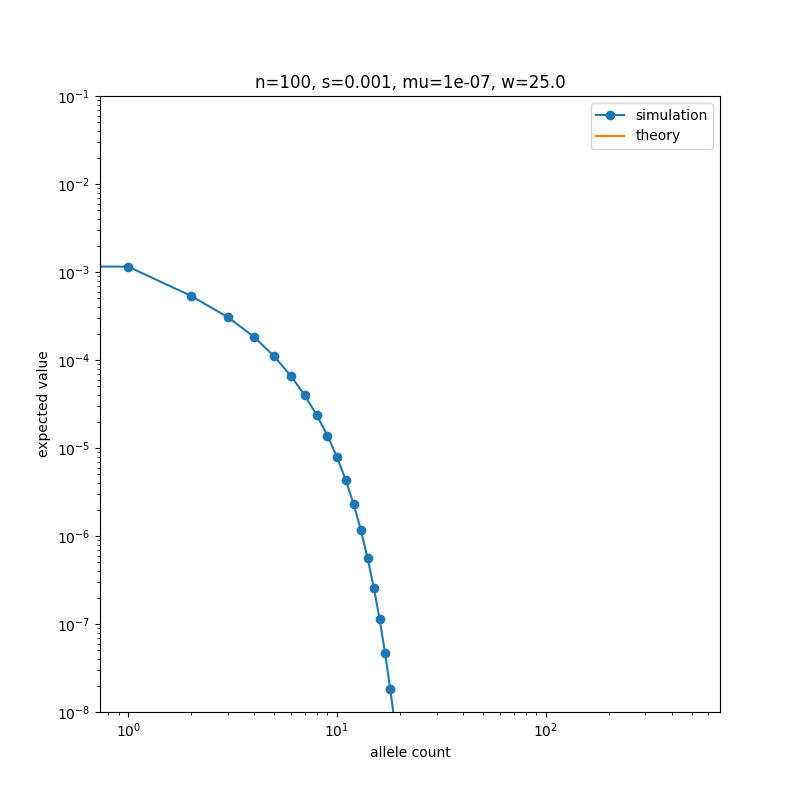 n=100, s=0.001, mu=1e-07, w=25.0
simulation
theory
10⁻¹
10⁻²
10⁻³
10⁻⁴
10⁻⁵
10⁻⁶
10⁻⁷
10⁻⁸
expected value
10⁰ 10¹ 10²
allele count